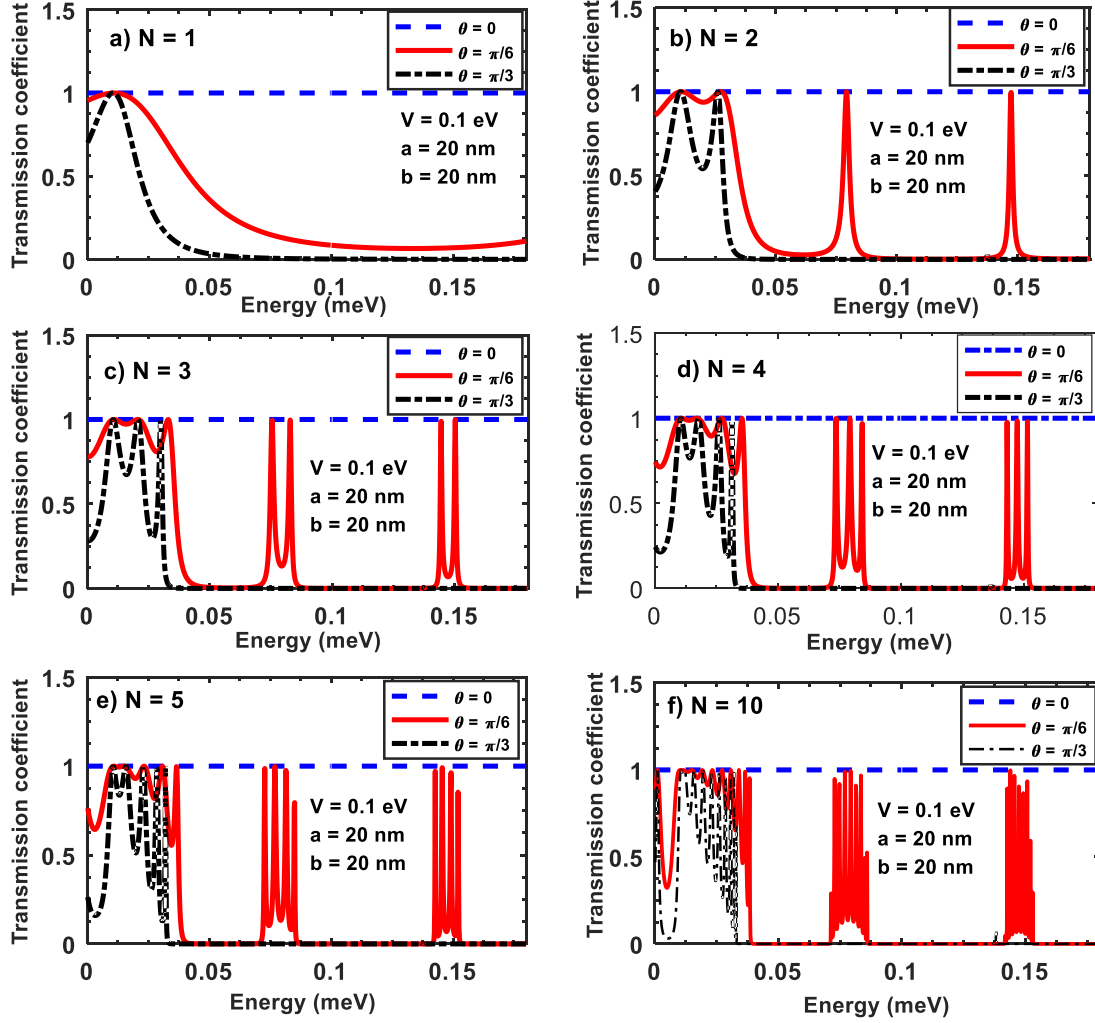 Transmission coefficient
1.5
1
0.5
0
a) N = 1
θ = 0
θ = π/6
θ = π/3
V = 0.1 eV
a = 20 nm
b = 20 nm
0 0.05 0.1 0.15
Energy (meV)
Transmission coefficient
1.5
1
0.5
0
b) N = 2
θ = 0
θ = π/6
θ = π/3
V = 0.1 eV
a = 20 nm
b = 20 nm
0 0.05 0.1 0.15
Energy (meV)
Transmission coefficient
1.5
1
0.5
0
c) N = 3
θ = 0
θ = π/6
θ = π/3
V = 0.1 eV
a = 20 nm
b = 20 nm
0 0.05 0.1 0.15
Energy (meV)
Transmission coefficient
1.5
1
0.5
0
d) N = 4
θ = 0
θ = π/6
θ = π/3
V = 0.1 eV
a = 20 nm
b = 20 nm
0 0.05 0.1 0.15
Energy (meV)
Transmission coefficient
1.5
1
0.5
0
e) N = 5
θ = 0
θ = π/6
θ = π/3
V = 0.1 eV
a = 20 nm
b = 20 nm
0 0.05 0.1 0.15
Energy (meV)
Transmission coefficient
1.5
1
0.5
0
f) N = 10
θ = 0
θ = π/6
θ = π/3
V = 0.1 eV
a = 20 nm
b = 20 nm
0 0.05 0.1 0.15
Energy (meV)